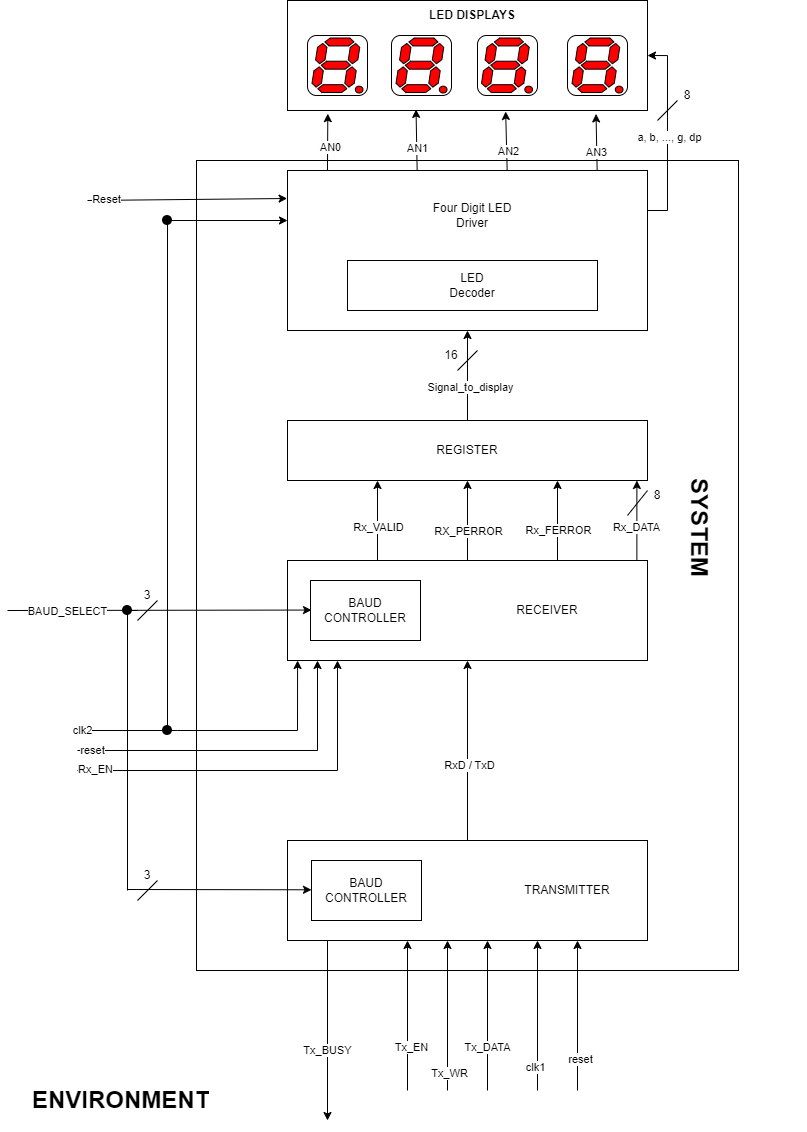 LED DISPLAYS
8
a, b, ..., g, dp
AN0
AN1
AN2
AN3
~Reset
Four Digit LED
Driver
LED
Decoder
16
Signal_to_display
REGISTER
SYSTEM
8
Rx_VALID
RX_PERROR
Rx_FERROR
Rx_DATA
3
BAUD_SELECT
BAUD
CONTROLLER
RECEIVER
clk2
~reset
Rx_EN
RxD / TxD
3
BAUD
CONTROLLER
TRANSMITTER
Tx_BUSY
Tx_EN
Tx_WR
Tx_DATA
clk1
reset
ENVIRONMENT